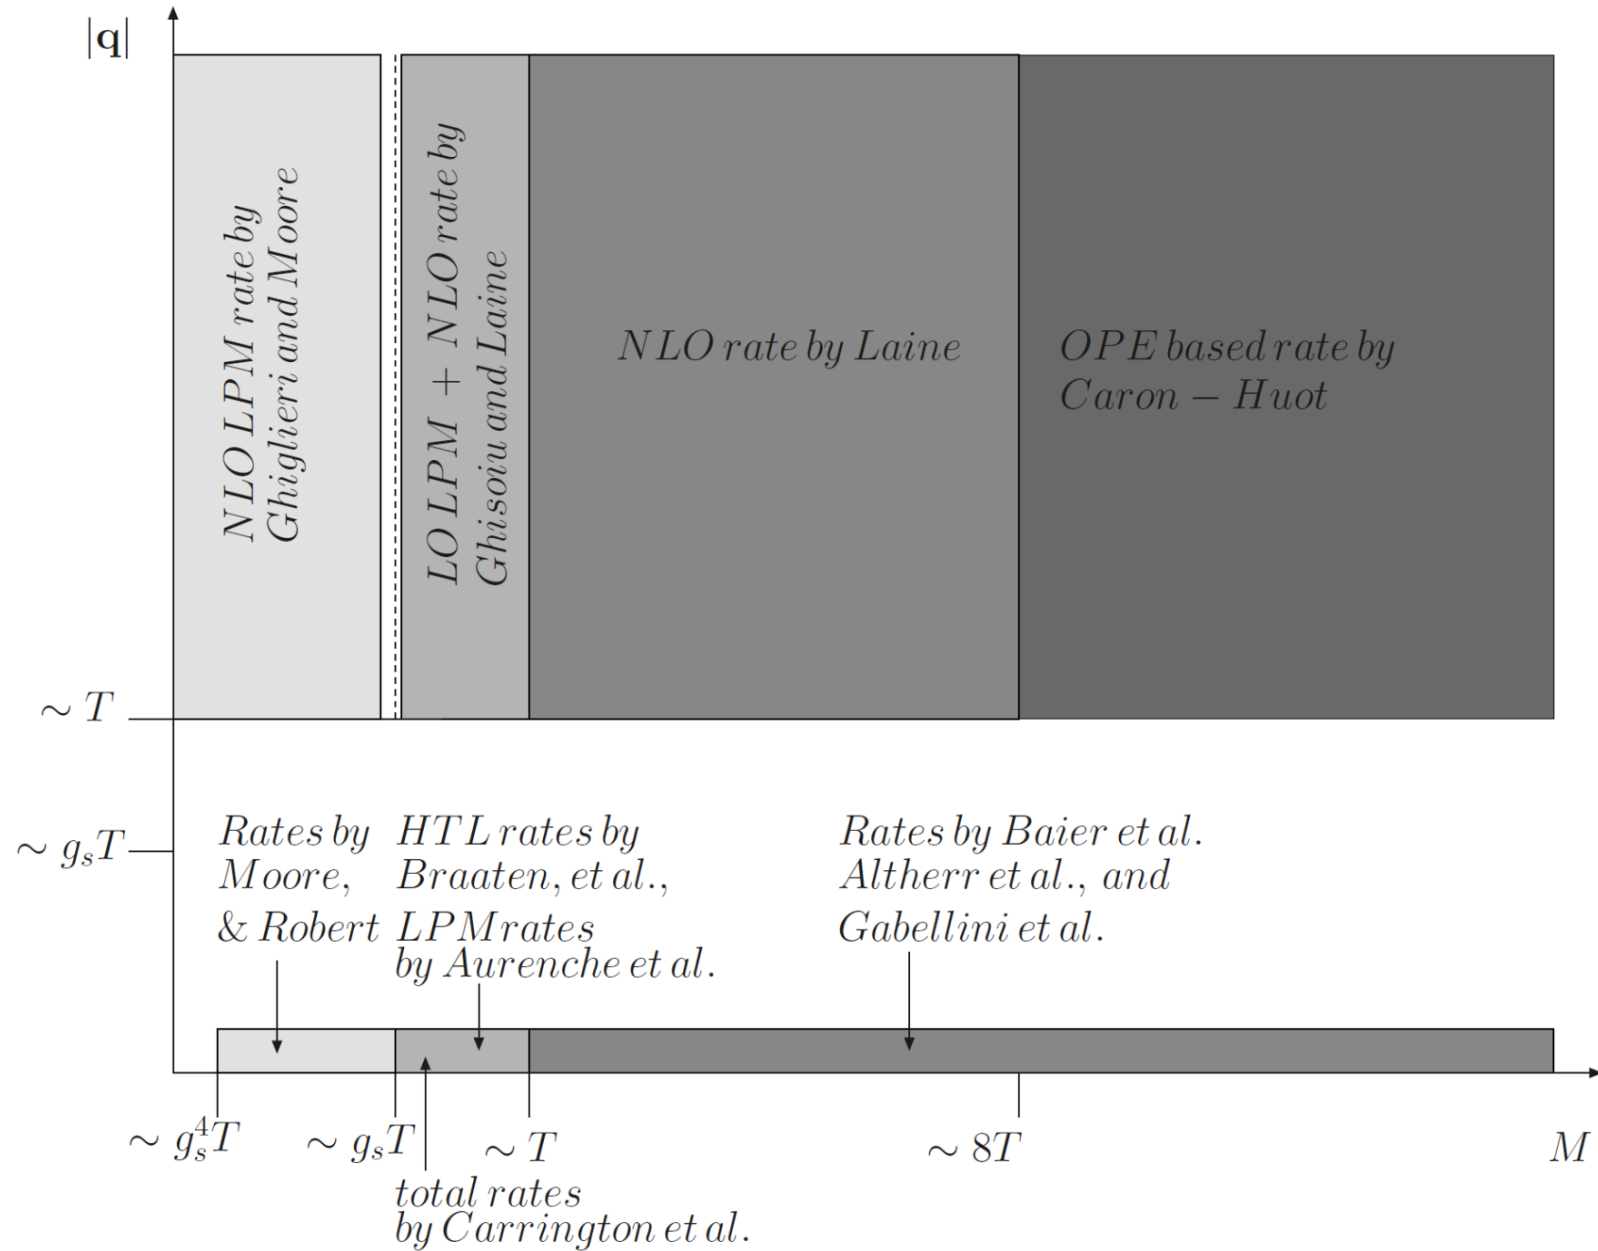 |q|
NLO LPM rate by
Ghiglieri and Moore
LO LPM + NLO rate by
Ghisoiu and Laine
NLO rate by Laine
OPE based rate by
Caron − Huot
∼ T
∼ gₛT
Rates by
Moore,
& Robert
HTL rates by
Braaten, et al.,
LPMrates
by Aurenche et al.
Rates by Baier et al.
Altherr et al., and
Gabellini et al.
∼ gₛ⁴T
∼ gₛT
∼ T
∼ 8T
M
total rates
by Carrington et al.